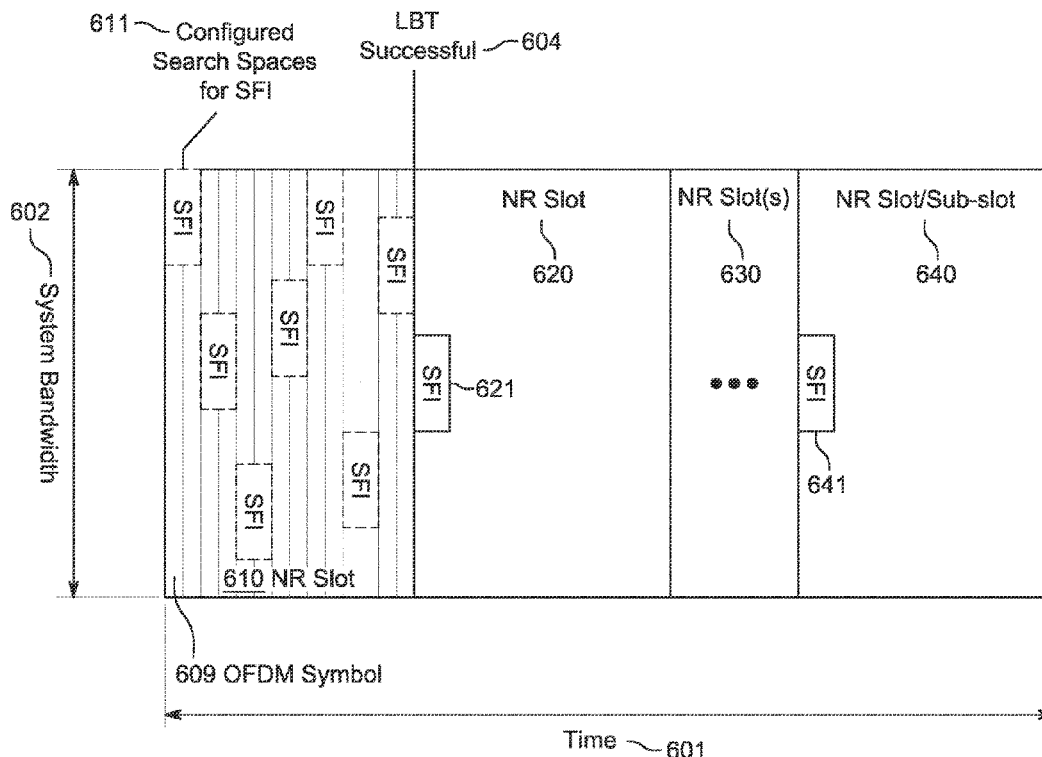 611
Configured
Search Spaces
for SFI
LBT
Successful
604
602
System Bandwidth
SFI
SFI
SFI
SFI
SFI
SFI
SFI
NR Slot
620
NR Slot(s)
630
NR Slot/Sub-slot
640
SFI
621
SFI
641
610 NR Slot
609 OFDM Symbol
Time
601